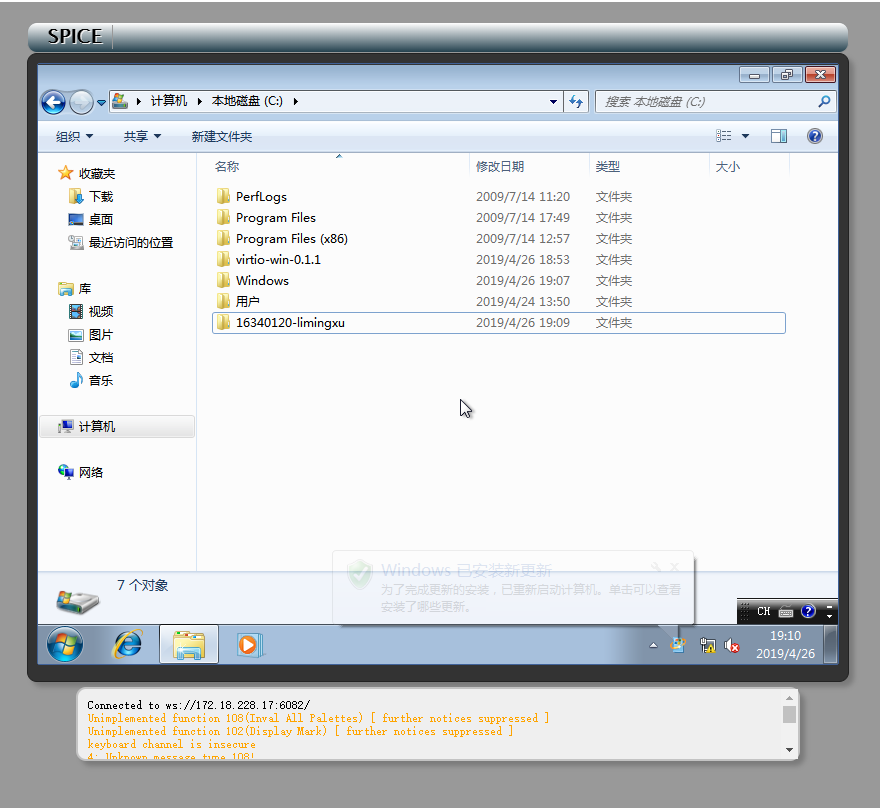 SPICE
计算机 本地磁盘 (C:)
搜索 本地磁盘 (C:)
组织 共享 新建文件夹
名称 修改日期 类型 大小
收藏夹
下载
桌面
最近访问的位置
库
视频
图片
文档
音乐
计算机
网络
PerfLogs 2009/7/14 11:20 文件夹
Program Files 2009/7/14 17:49 文件夹
Program Files (x86) 2009/7/14 12:57 文件夹
virtio-win-0.1.1 2019/4/26 18:53 文件夹
Windows 2019/4/26 19:07 文件夹
用户 2019/4/24 13:50 文件夹
16340120-limingxu 2019/4/26 19:09 文件夹
7 个对象
Windows 已安装新更新
为了完成更新的安装，已重新启动计算机。单击可以查看
安装了哪些更新。
CH
19:10
2019/4/26
Connected to ws://172.18.228.17:6082/
Unimplemented function 108(Inval All Palettes) [ further notices suppressed ]
Unimplemented function 102(Display Mark) [ further notices suppressed ]
keyboard channel is insecure
4: Unknown message type 108!